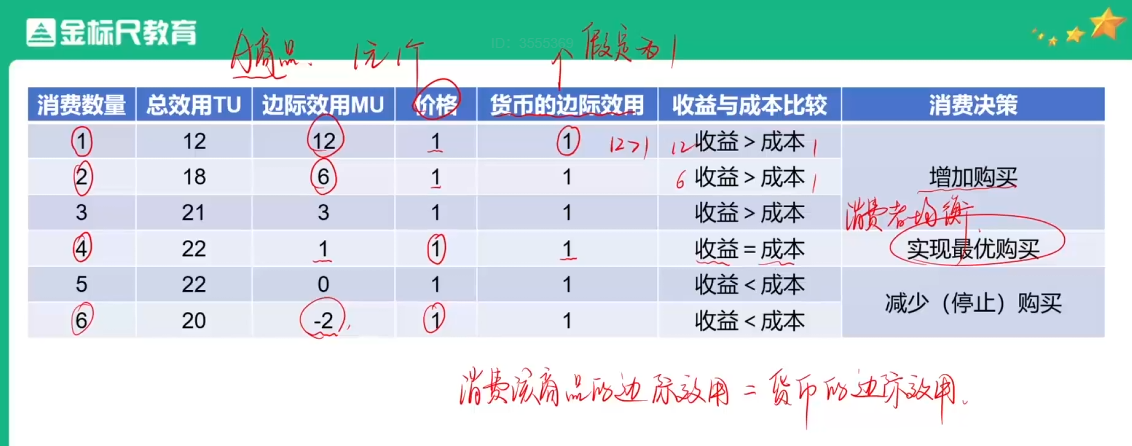 金标尺教育
ID: 3555369
A商品. 1元1个
假定为1
消费数量 总效用TU 边际效用MU 价格 货币的边际效用 收益与成本比较 消费决策
1 12 12 1 1 12>1 12 收益＞成本 1
2 18 6 1 1 6 收益＞成本 1 增加购买
3 21 3 1 1 收益＞成本
消费者均衡
4 22 1 1 1 收益＝成本 实现最优购买
5 22 0 1 1 收益＜成本
6 20 -2 1 1 收益＜成本 减少（停止）购买
消费该商品的边际效用=货币的边际效用.